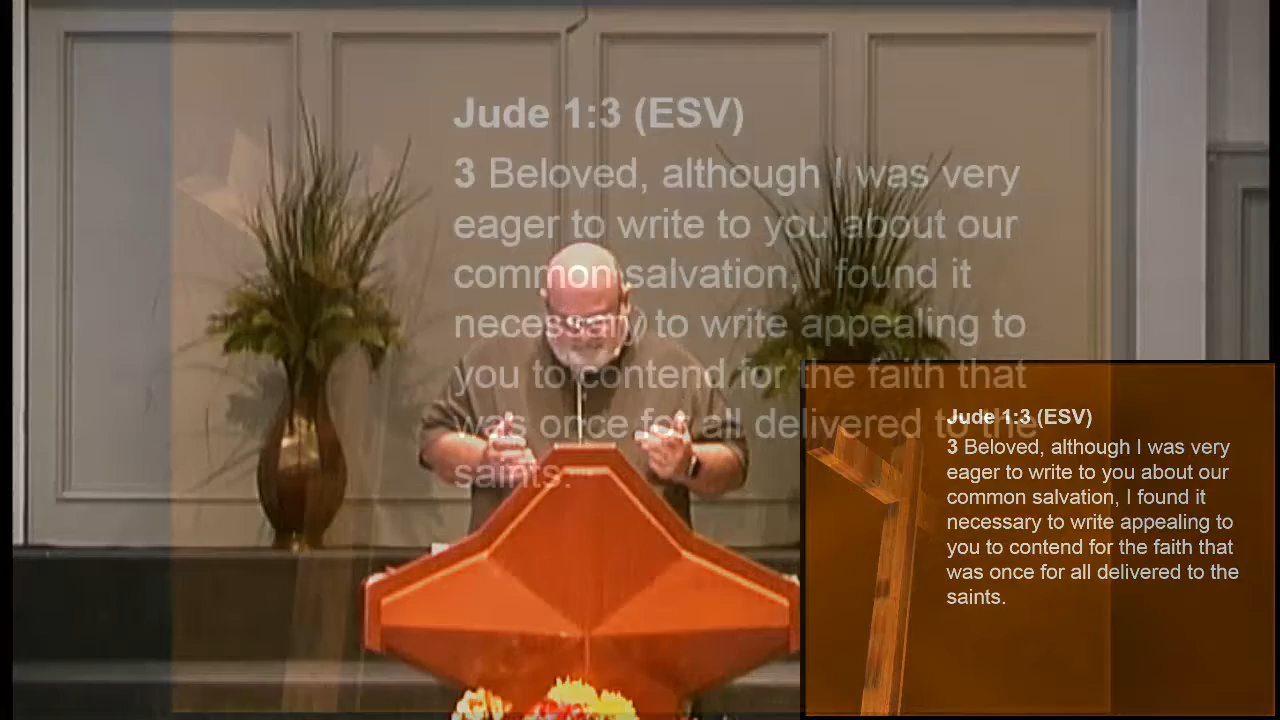 Jude 1:3 (ESV)
3 Beloved, although I was very
eager to write to you about our
common salvation, I found it
necessary to write appealing to
you to contend for the faith that
was once for all delivered to the
saints.
Jude 1:3 (ESV)
3 Beloved, although I was very
eager to write to you about our
common salvation, I found it
necessary to write appealing to
you to contend for the faith that
was once for all delivered to the
saints.